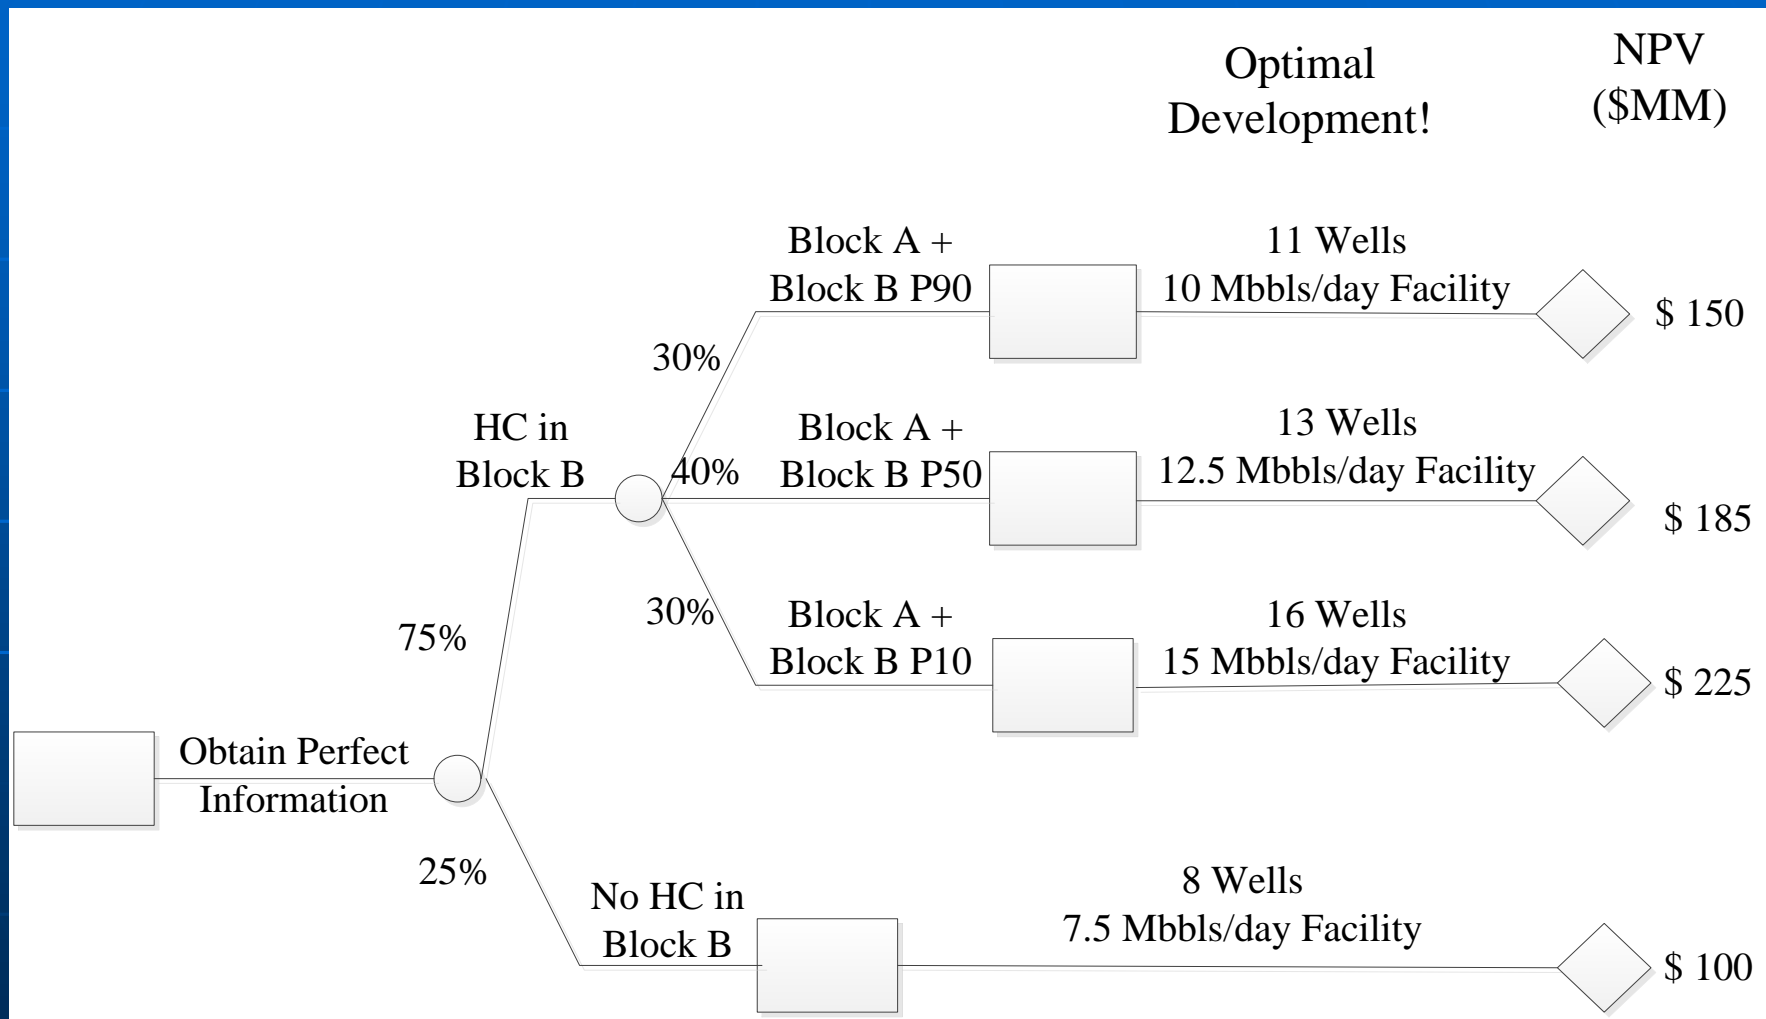 Optimal
Development!
NPV
($MM)
Block A +
Block B P90
11 Wells
10 Mbbls/day Facility
$ 150
30%
HC in
Block B
40%
Block A +
Block B P50
13 Wells
12.5 Mbbls/day Facility
$ 185
30%
Block A +
Block B P10
16 Wells
15 Mbbls/day Facility
$ 225
75%
Obtain Perfect
Information
25%
No HC in
Block B
8 Wells
7.5 Mbbls/day Facility
$ 100